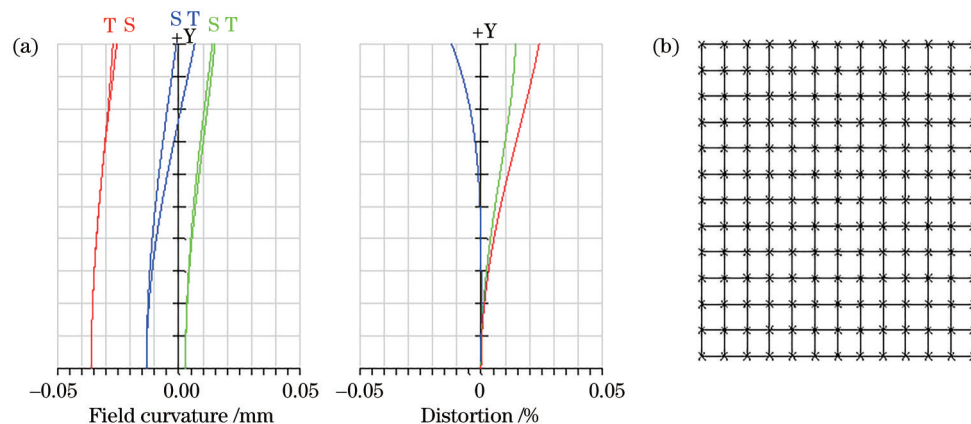 T S S T S T
(a) +Y +Y (b)
−0.05 0.00 0.05 −0.05 0 0.05
Field curvature /mm Distortion /%